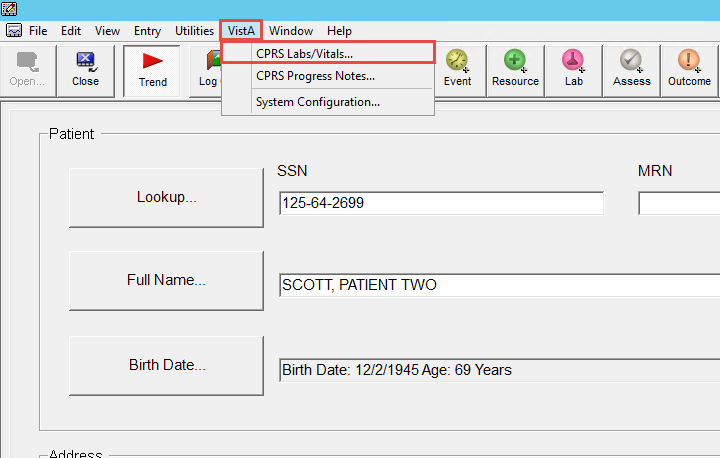 File Edit View Entry Utilities VistA Window Help
CPRS Labs/Vitals...
Open... Close Trend Log Event Resource Lab Assess Outcome
CPRS Progress Notes...
System Configuration...
Patient
SSN MRN
Lookup... 125-64-2699
Full Name... SCOTT, PATIENT TWO
Birth Date... Birth Date: 12/2/1945 Age: 69 Years
Address